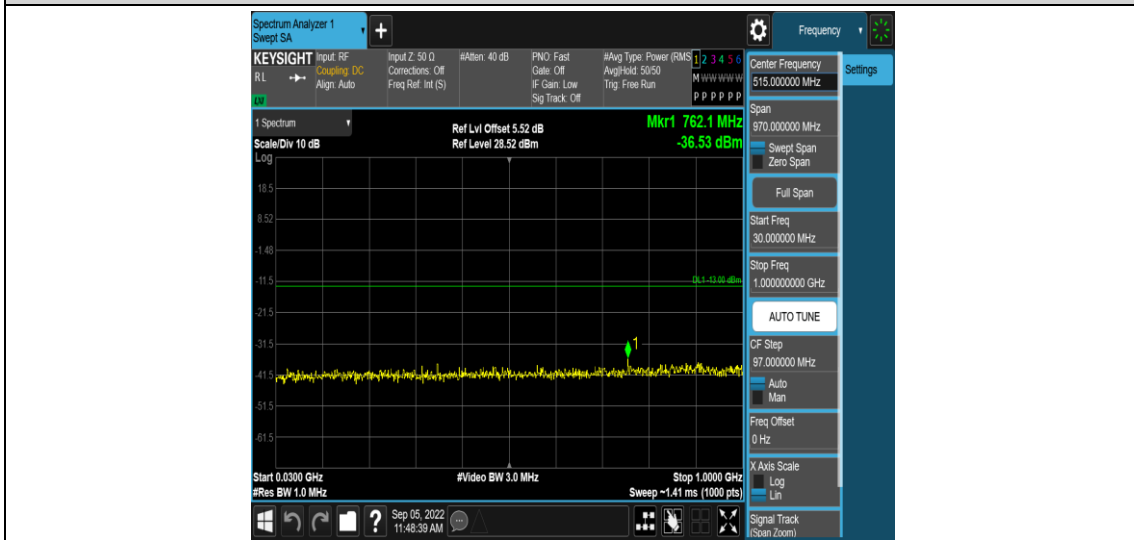 Spectrum Analyzer 1
Swept SA
+
Frequency
KEYSIGHT
RL
LXI
Input: RF
Coupling: DC
Align: Auto
Input Z: 50 Ω
Corrections: Off
Freq Ref: Int (S)
#Atten: 40 dB
PNO: Fast
Gate: Off
IF Gain: Low
Sig Track: Off
#Avg Type: Power (RMS
Avg|Hold: 50/50
Trig: Free Run
1 2 3 4 5 6
M W W W W W
P P P P P P
1 Spectrum
Scale/Div 10 dB
Ref Lvl Offset 5.52 dB
Ref Level 28.52 dBm
Mkr1 762.1 MHz
-36.53 dBm
Log
18.5
8.52
-1.48
-11.5
DL1 -13.00 dBm
-21.5
-31.5
1
-41.5
-51.5
-61.5
Start 0.0300 GHz
#Res BW 1.0 MHz
#Video BW 3.0 MHz
Stop 1.0000 GHz
Sweep ~1.41 ms (1000 pts)
Center Frequency
515.000000 MHz
Settings
Span
970.000000 MHz
Swept Span
Zero Span
Full Span
Start Freq
30.000000 MHz
Stop Freq
1.000000000 GHz
AUTO TUNE
CF Step
97.000000 MHz
Auto
Man
Freq Offset
0 Hz
X Axis Scale
Log
Lin
Signal Track
(Span Zoom)
?
Sep 05, 2022
11:48:39 AM